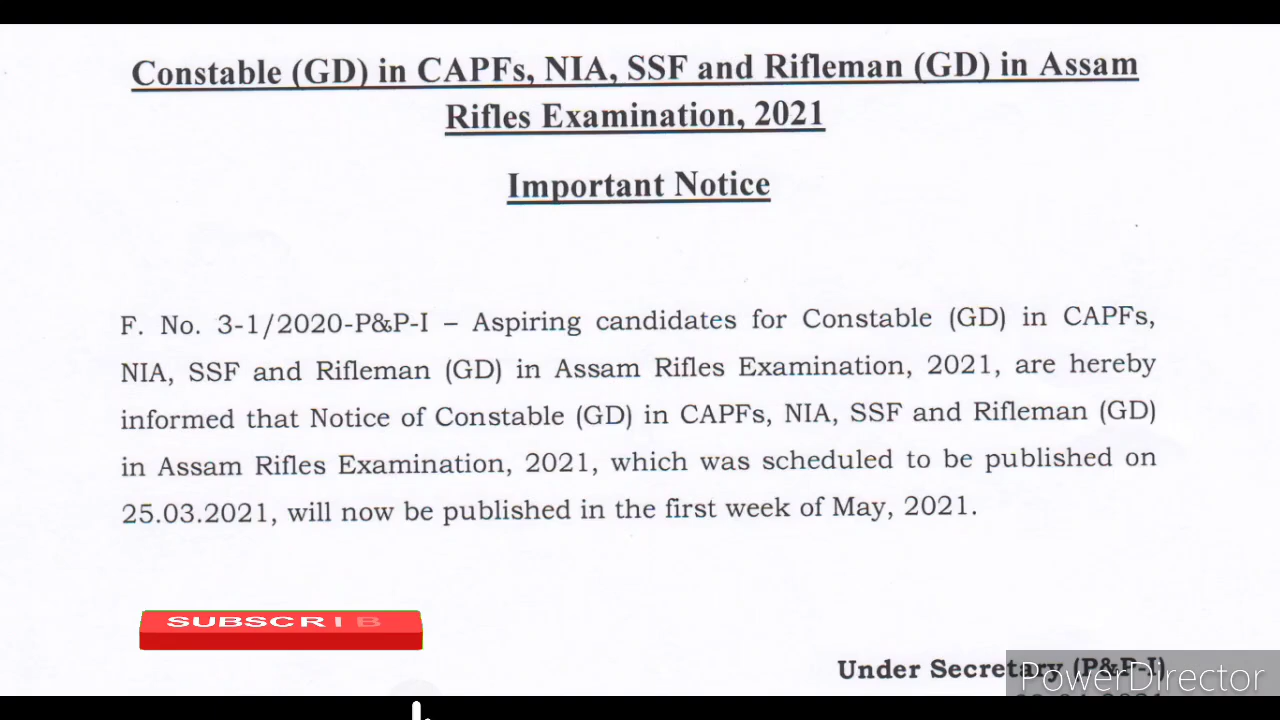 Constable (GD) in CAPFs, NIA, SSF and Rifleman (GD) in Assam
Rifles Examination, 2021
Important Notice
F. No. 3-1/2020-P&P-I – Aspiring candidates for Constable (GD) in CAPFs,
NIA, SSF and Rifleman (GD) in Assam Rifles Examination, 2021, are hereby
informed that Notice of Constable (GD) in CAPFs, NIA, SSF and Rifleman (GD)
in Assam Rifles Examination, 2021, which was scheduled to be published on
25.03.2021, will now be published in the first week of May, 2021.
SUBSCRIB
Under Secretary (P&P-I)
PowerDirector